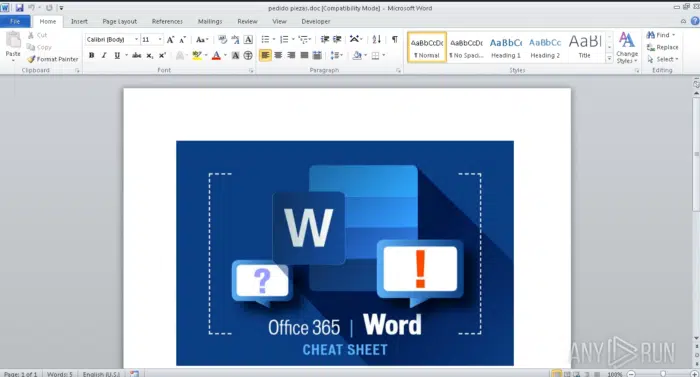 pedido piezas.doc [Compatibility Mode] - Microsoft Word
File Home Insert Page Layout References Mailings Review View Developer
Cut
Copy
Format Painter
Paste
Calibri (Body) 11
AaBbCcDc AaBbCcDc AaBbCc AaBbCc AaBl
¶ Normal ¶ No Spaci... Heading 1 Heading 2 Title
Change
Styles
Find
Replace
Select
Clipboard Font Paragraph Styles Editing
W
?
!
Office 365 | Word
CHEAT SHEET
ANY RUN
Page: 1 of 1 Words: 5 English (U.S.) 100%